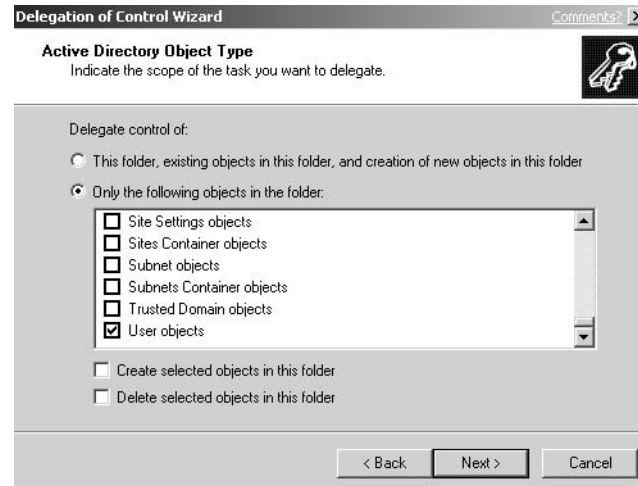 Delegation of Control Wizard
Comments?
Active Directory Object Type
Indicate the scope of the task you want to delegate.
Delegate control of:
This folder, existing objects in this folder, and creation of new objects in this folder
Only the following objects in the folder:
Site Settings objects
Sites Container objects
Subnet objects
Subnets Container objects
Trusted Domain objects
User objects
Create selected objects in this folder
Delete selected objects in this folder
< Back
Next >
Cancel